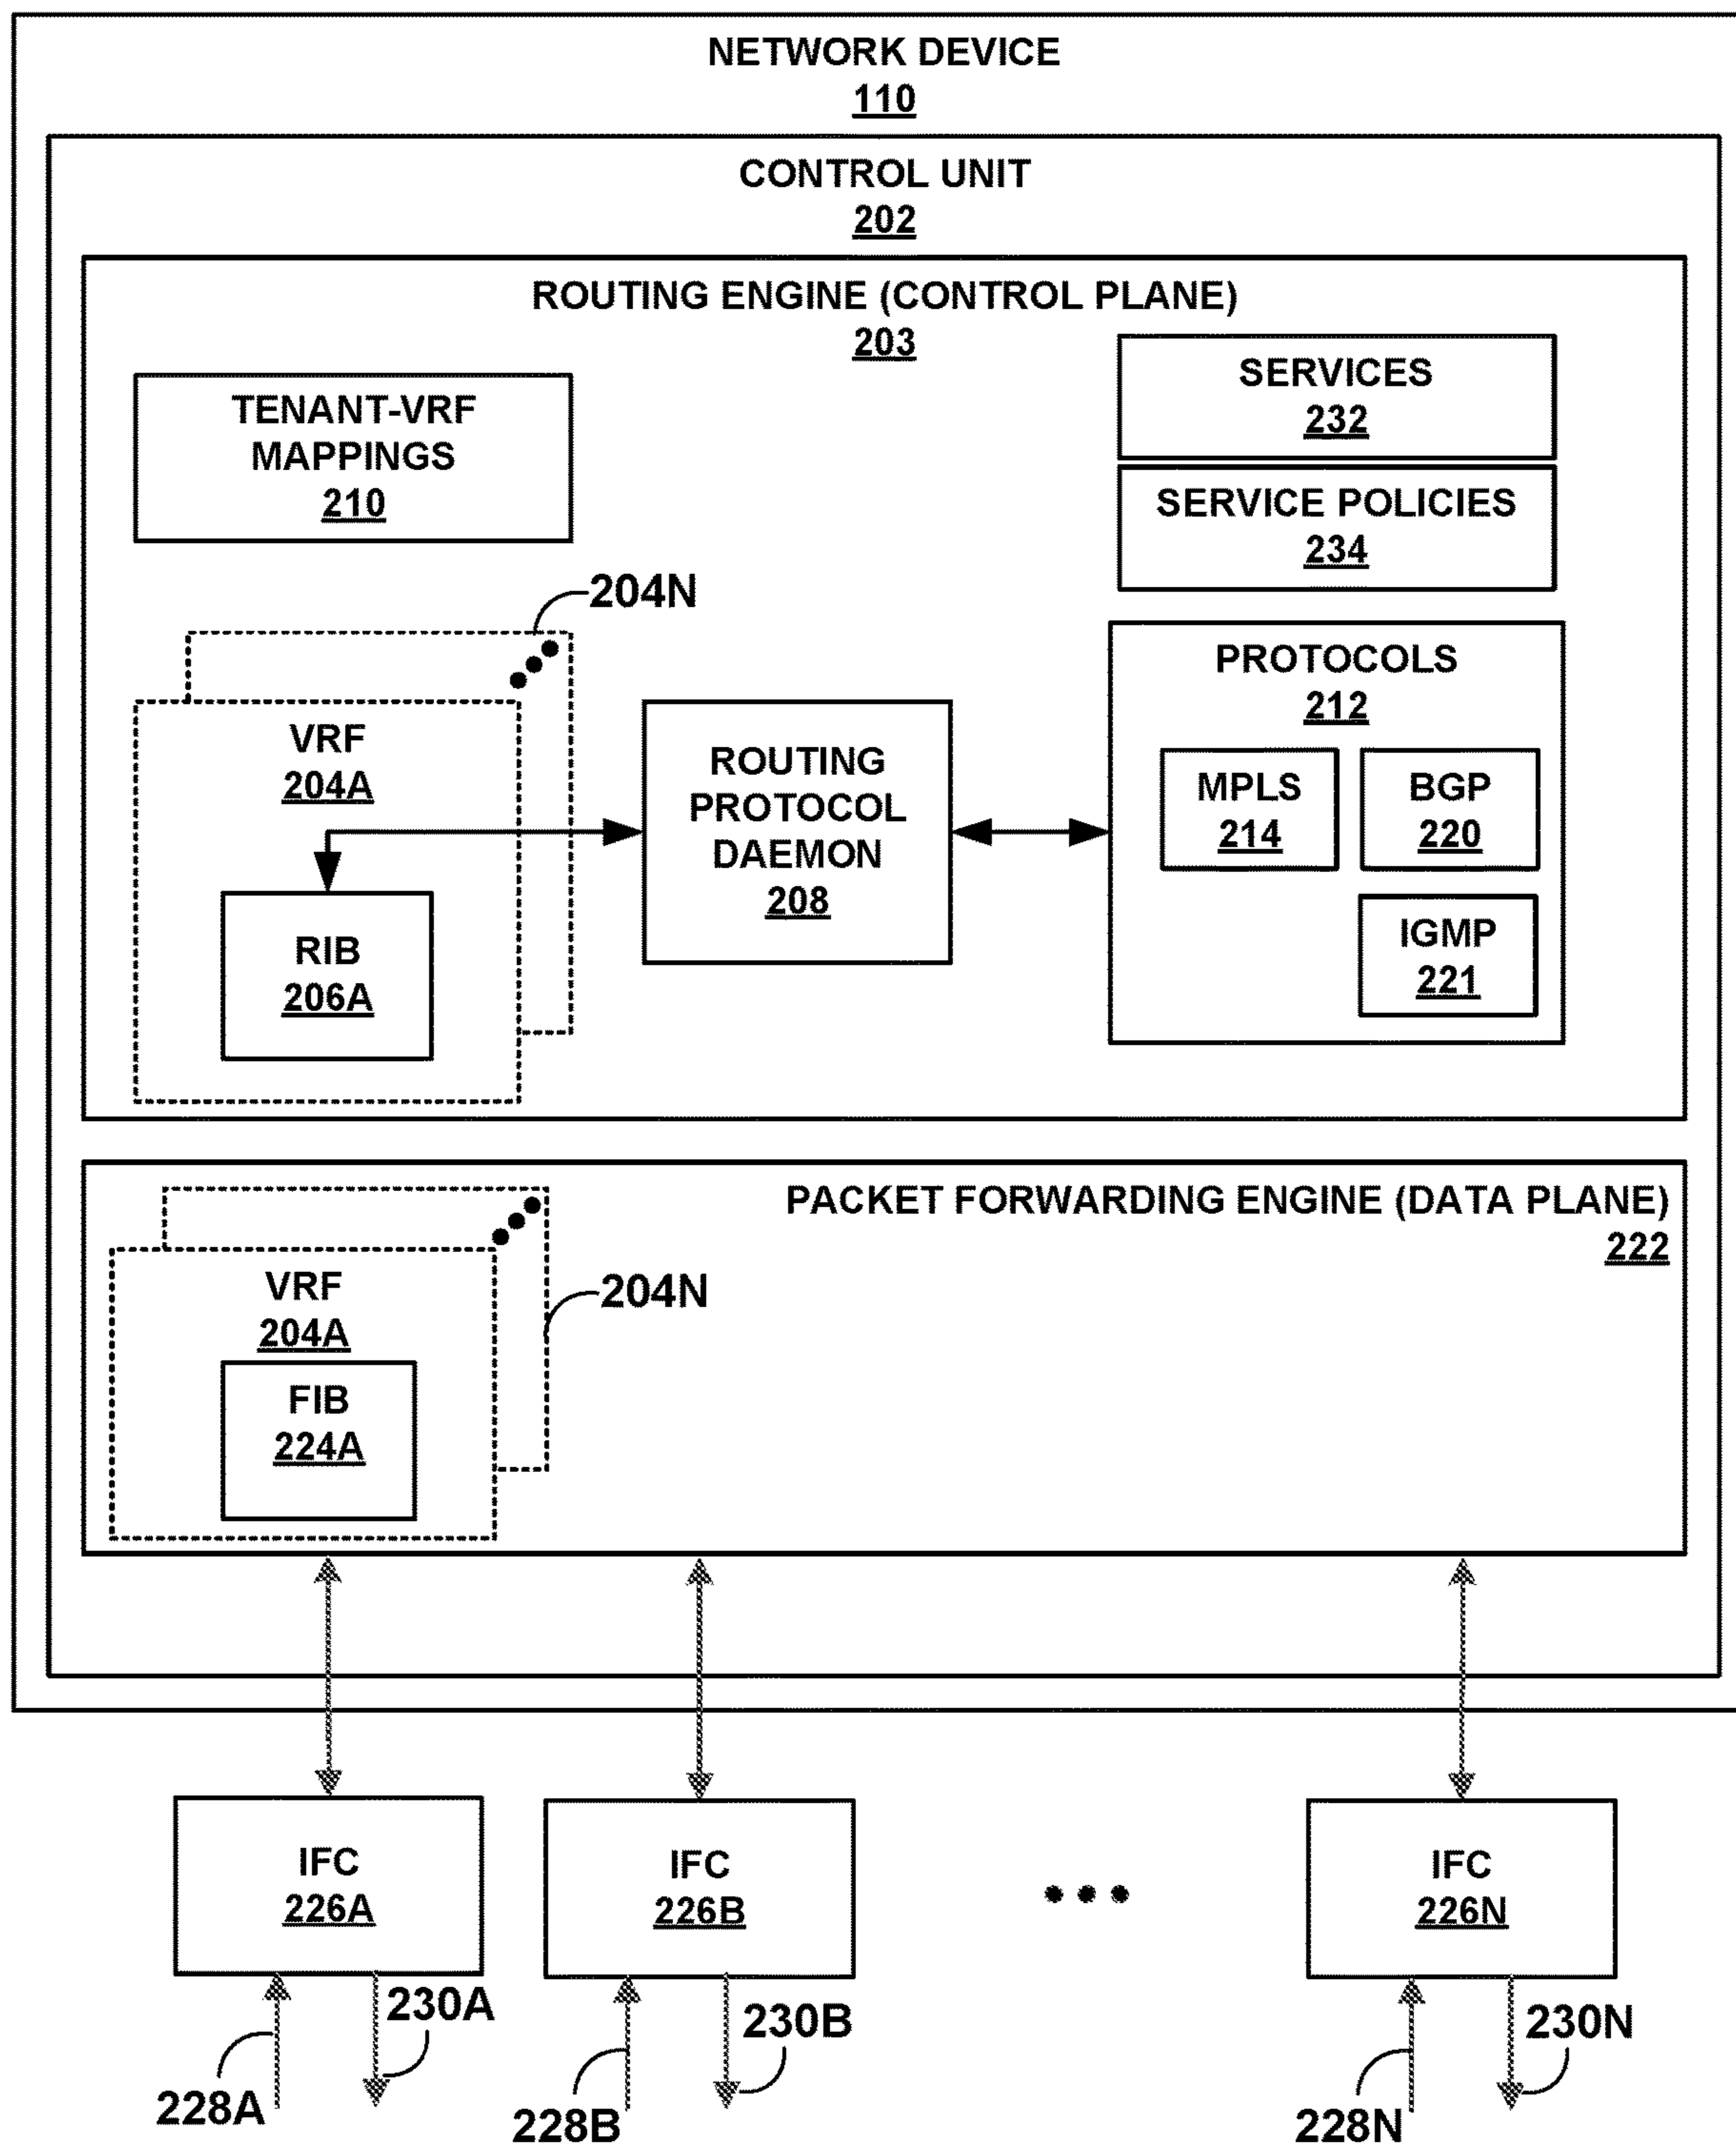 NETWORK DEVICE
110
CONTROL UNIT
202
ROUTING ENGINE (CONTROL PLANE)
203
TENANT-VRF
MAPPINGS
210
SERVICES
232
SERVICE POLICIES
234
204N
VRF
204A
RIB
206A
ROUTING
PROTOCOL
DAEMON
208
PROTOCOLS
212
MPLS
214
BGP
220
IGMP
221
PACKET FORWARDING ENGINE (DATA PLANE)
222
VRF
204A
204N
FIB
224A
IFC
226A
IFC
226B
IFC
226N
228A
230A
228B
230B
228N
230N